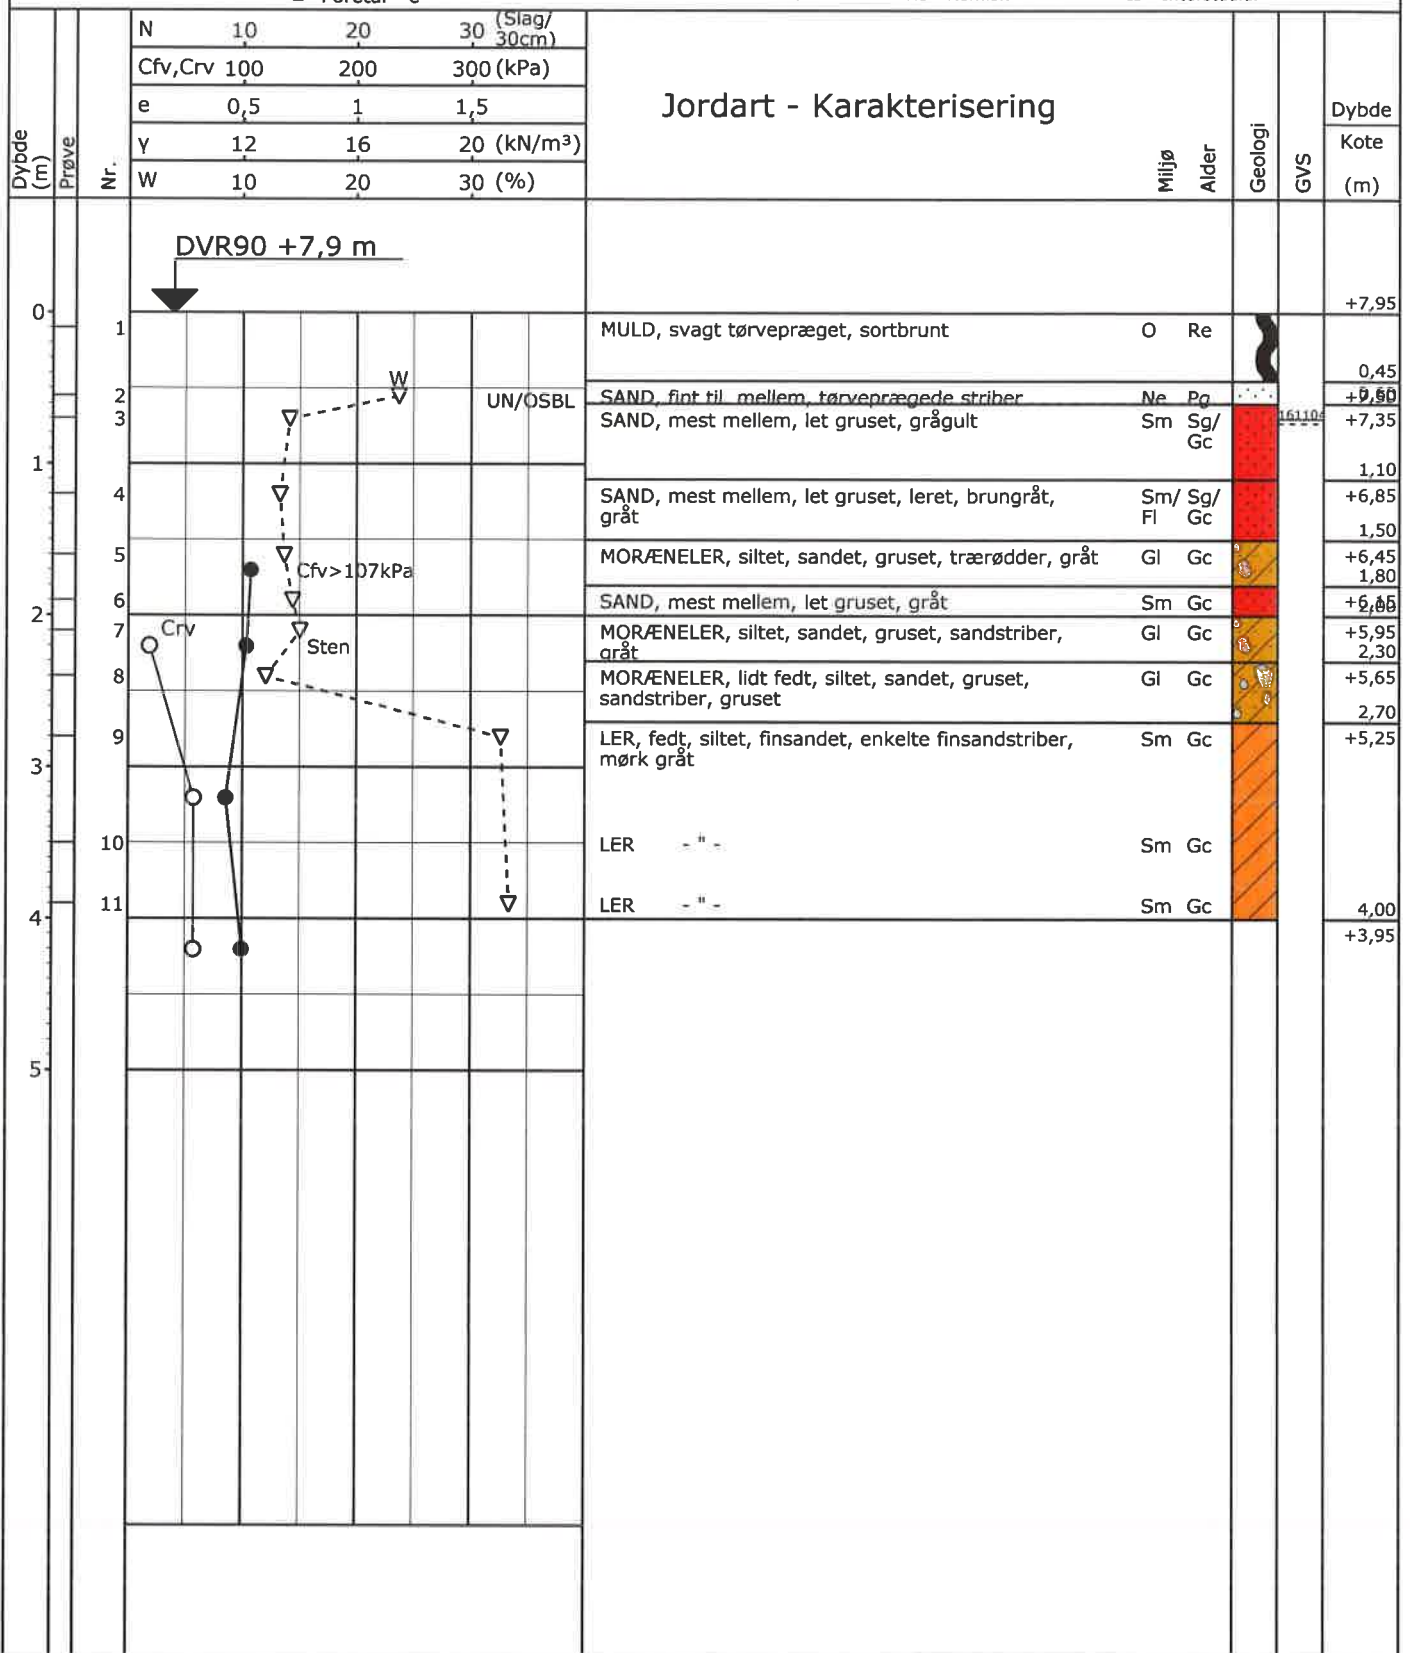 N 10 20 30 (Slag/
30cm)
Cfv,Crv 100 200 300 (kPa)
e 0,5 1 1,5
γ 12 16 20 (kN/m³)
W 10 20 30 (%)
Dybde
(m)
Prøve
Nr.
Jordart - Karakterisering
Miljø
Alder
Geologi
GVS
Dybde
Kote
(m)
DVR90 +7,9 m
+7,95
0
1 MULD, svagt tørvepræget, sortbrunt O Re
0,45
W
UN/OSBL
2 SAND, fint til mellem, tørveprægede striber Ne Pg
161104
3 SAND, mest mellem, let gruset, grågult Sm Sg/ +7,35
Gc
1 1,10
4 SAND, mest mellem, let gruset, leret, brungråt, Sm/ Sg/ +6,85
gråt Fl Gc
1,50
5 MORÆNELER, siltet, sandet, gruset, trærødder, gråt Gl Gc +6,45
Cfv>107kPa 1,80
6 SAND, mest mellem, let gruset, gråt Sm Gc
2
7 MORÆNELER, siltet, sandet, gruset, sandstriber, Gl Gc +5,95
Crv
Sten
gråt 2,30
8 MORÆNELER, lidt fedt, siltet, sandet, gruset, Gl Gc +5,65
sandstriber, gruset
2,70
9 LER, fedt, siltet, finsandet, enkelte finsandstriber, Sm Gc +5,25
mørk gråt
3
10 LER - " - Sm Gc
11 LER - " - Sm Gc
4 4,00
+3,95
5